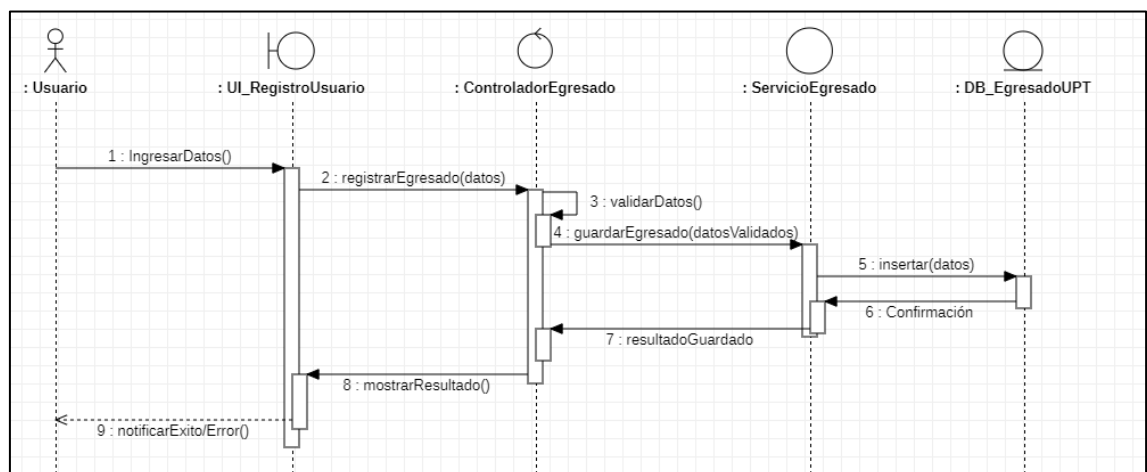 : Usuario
: UI_RegistroUsuario
: ControladorEgresado
: ServicioEgresado
: DB_EgresadoUPT
1 : IngresarDatos()
2 : registrarEgresado(datos)
3 : validarDatos()
4 : guardarEgresado(datosValidados)
5 : insertar(datos)
6 : Confirmación
7 : resultadoGuardado
8 : mostrarResultado()
9 : notificarExito/Error()